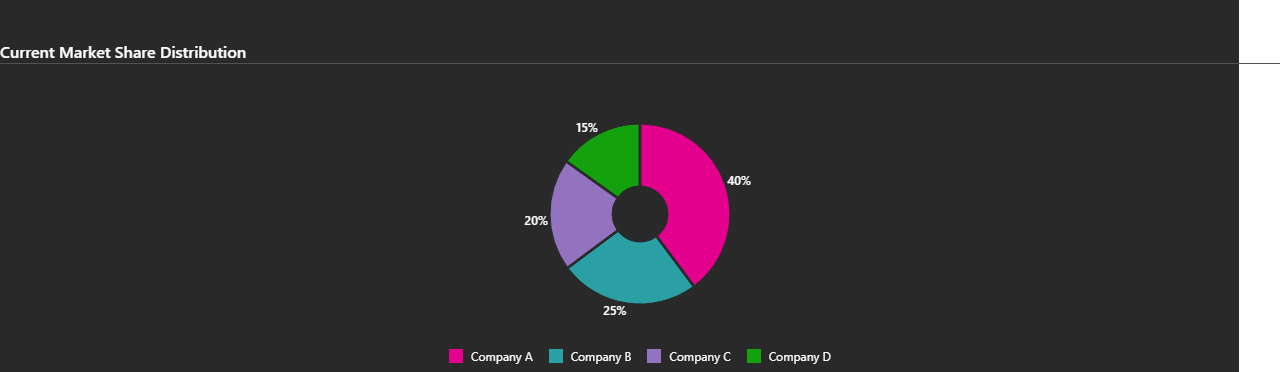 Current Market Share Distribution
15%
40%
20%
25%
Company A Company B Company C Company D